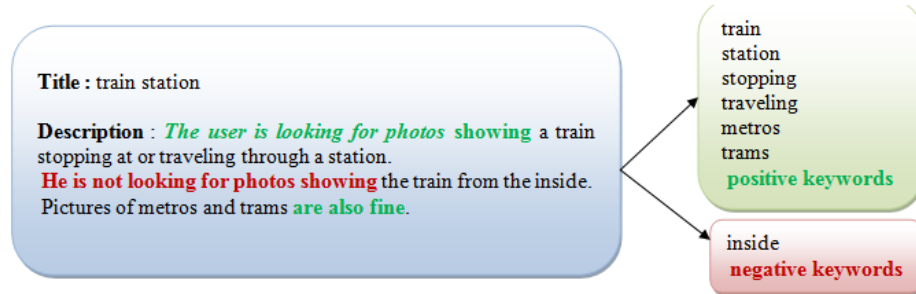 Title : train station
Description : The user is looking for photos showing a train
stopping at or traveling through a station.
He is not looking for photos showing the train from the inside.
Pictures of metros and trams are also fine.
train
station
stopping
traveling
metros
trams
positive keywords
inside
negative keywords